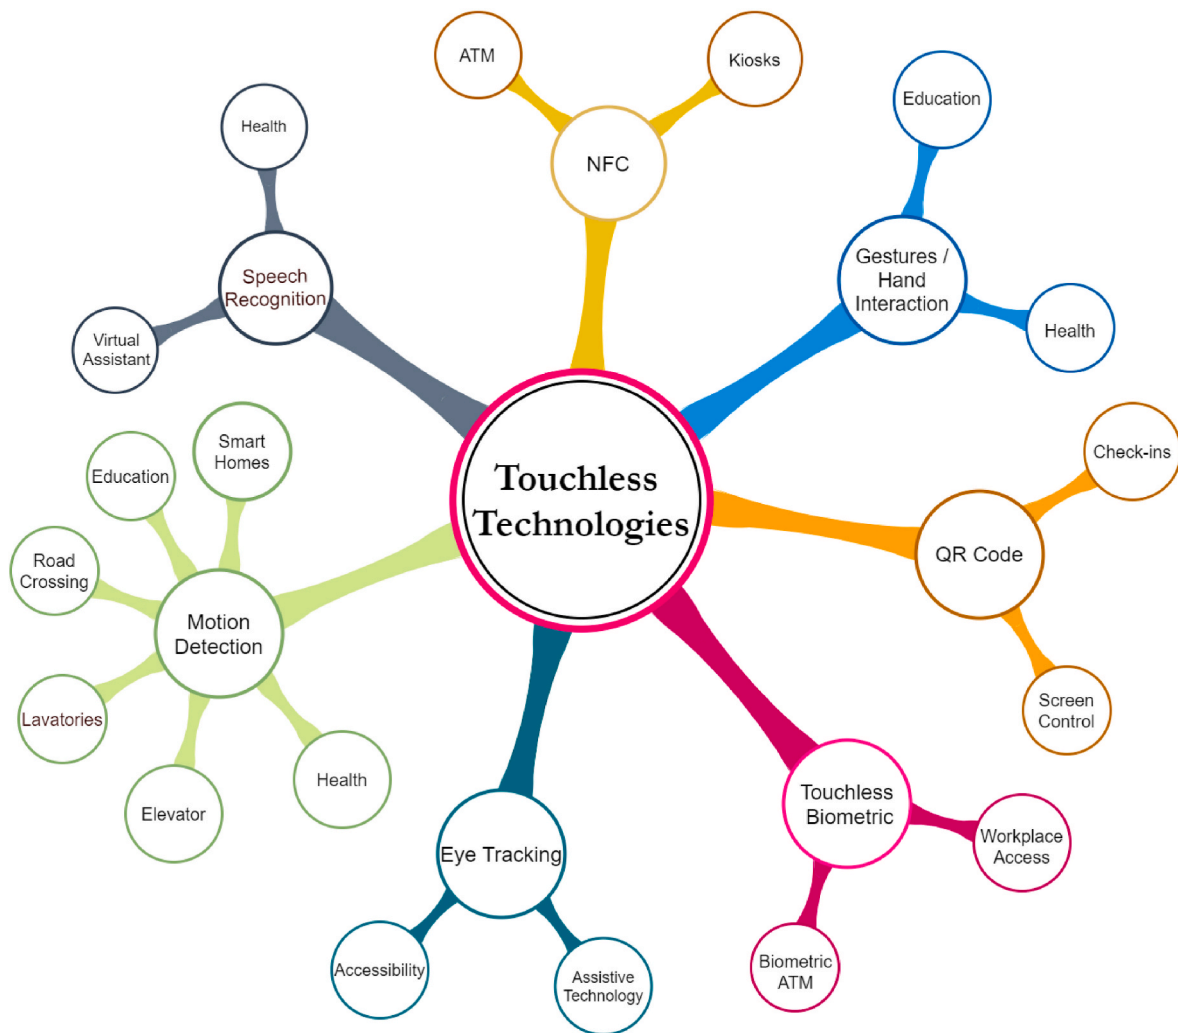 Touchless
Technologies
NFC
ATM
Kiosks
Gestures /
Hand
Interaction
Education
Health
QR Code
Check-ins
Screen
Control
Touchless
Biometric
Workplace
Access
Biometric
ATM
Eye Tracking
Assistive
Technology
Accessibility
Motion
Detection
Health
Elevator
Lavatories
Road
Crossing
Education
Smart
Homes
Speech
Recognition
Virtual
Assistant
Health